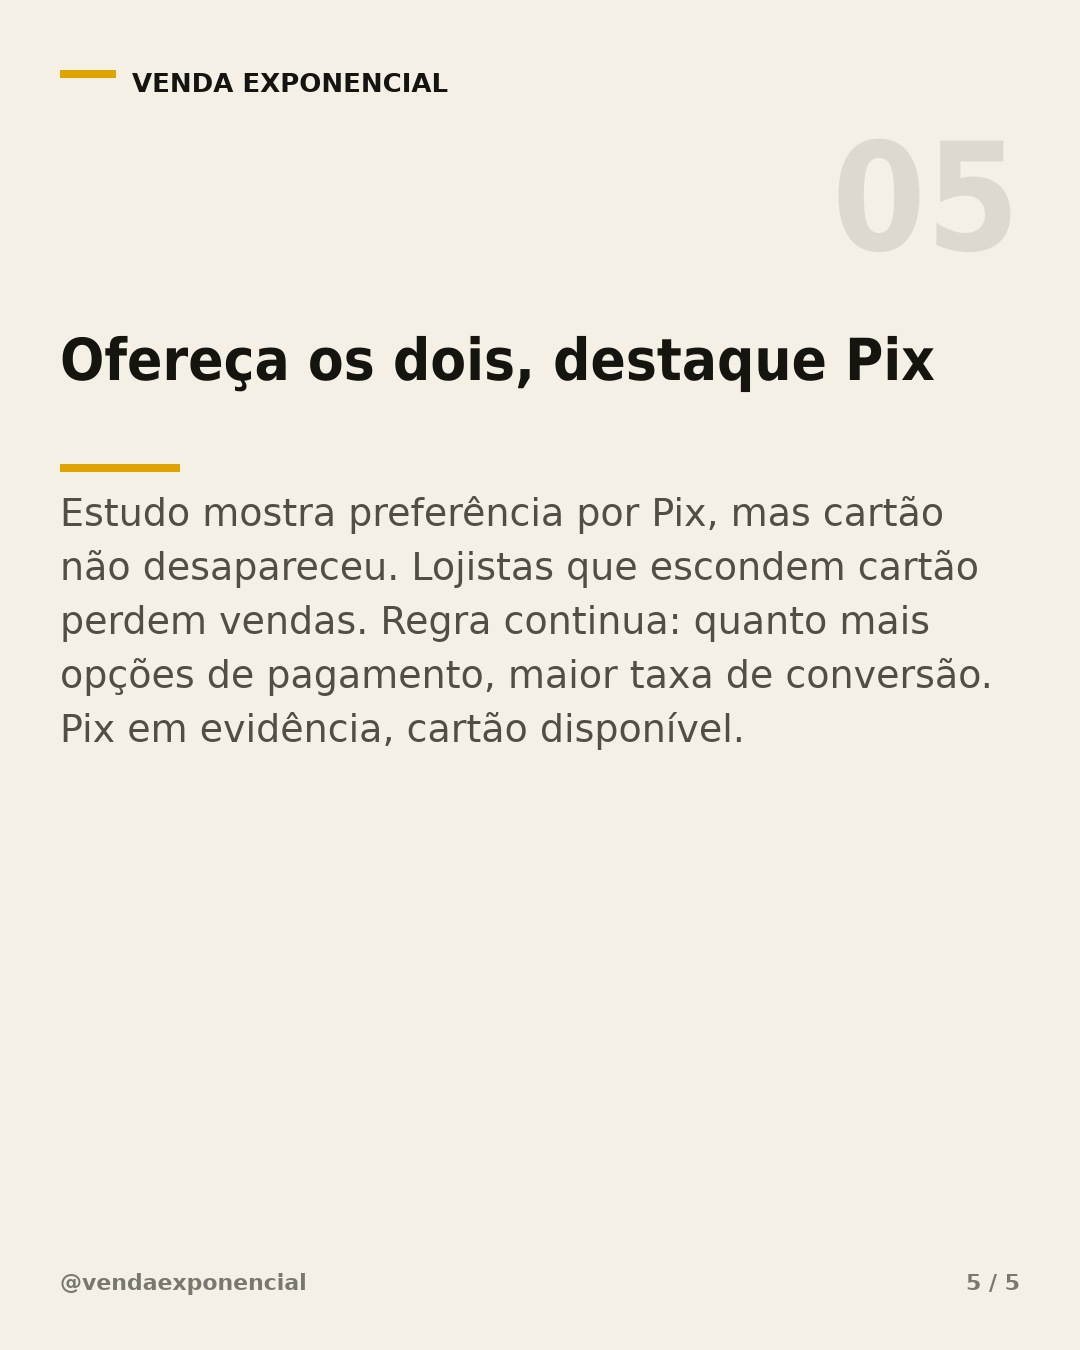 VENDA EXPONENCIAL
05
Ofereça os dois, destaque Pix
Estudo mostra preferência por Pix, mas cartão
não desapareceu. Lojistas que escondem cartão
perdem vendas. Regra continua: quanto mais
opções de pagamento, maior taxa de conversão.
Pix em evidência, cartão disponível.
@vendaexponencial
5 / 5